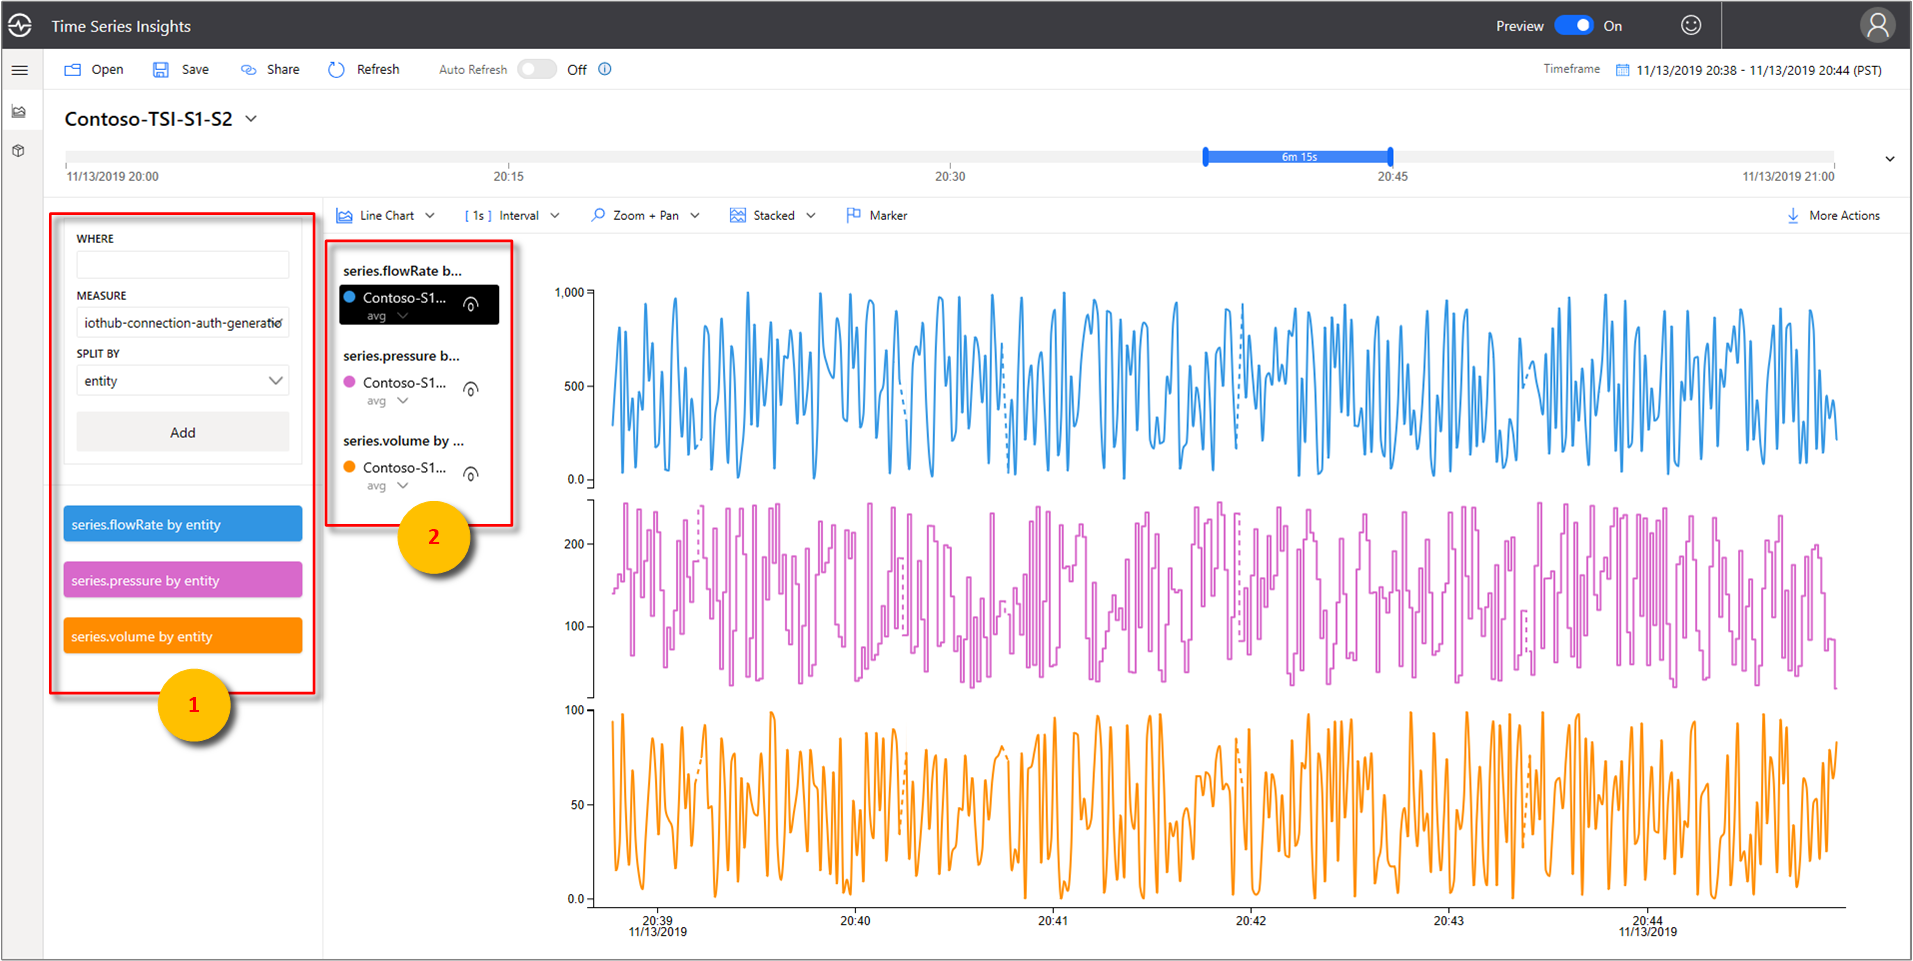 Time Series Insights
Preview On
Open Save Share Refresh Auto Refresh Off
Timeframe 11/13/2019 20:38 - 11/13/2019 20:44 (PST)
Contoso-TSI-S1-S2
6m 15s
11/13/2019 20:00 20:15 20:30 20:45 11/13/2019 21:00
Line Chart [ 1s ] Interval Zoom + Pan Stacked Marker More Actions
WHERE
MEASURE
iothub-connection-auth-generatio
SPLIT BY
entity
Add
series.flowRate by entity
series.pressure by entity
series.volume by entity
1
series.flowRate b...
Contoso-S1...
avg
series.pressure b...
Contoso-S1...
avg
series.volume by ...
Contoso-S1...
avg
2
1,000
500
0.0
200
100
100
50
0.0
20:39 20:40 20:41 20:42 20:43 20:44
11/13/2019 11/13/2019